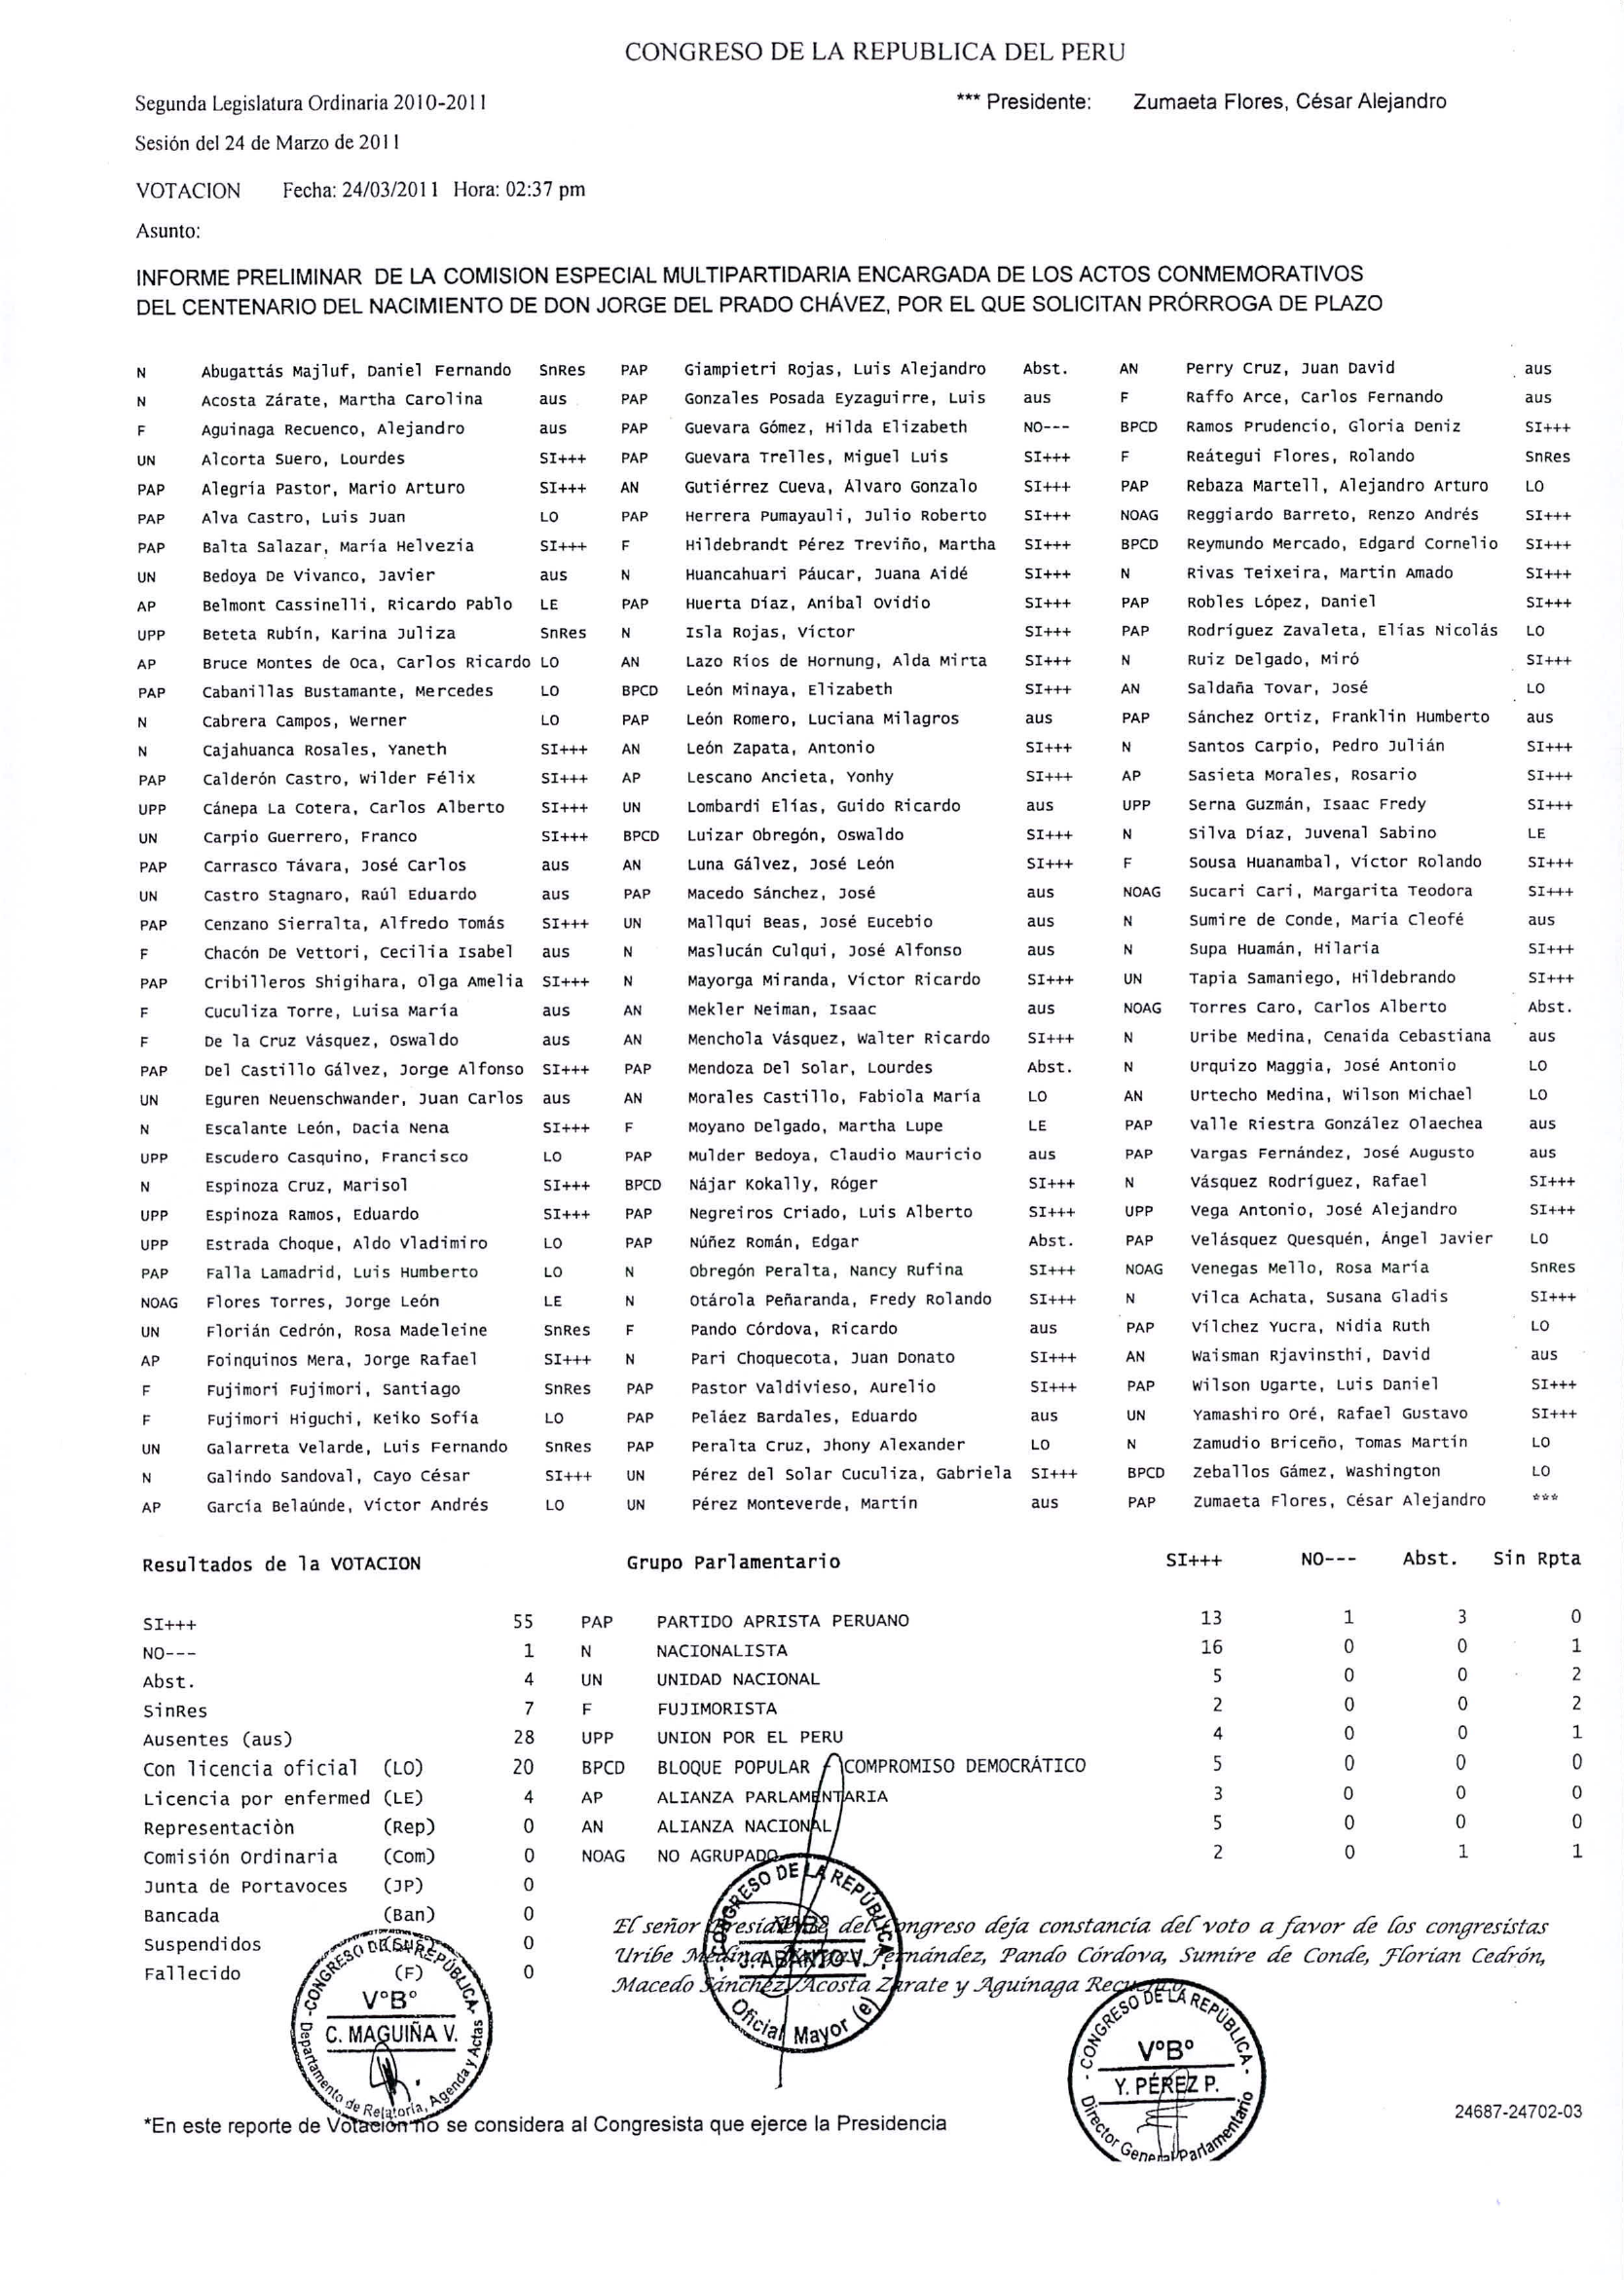 CONGRESO DE LA REPUBLICA DEL PERU
Segunda Legislatura Ordinaria 2010-2011 *** Presidente: Zumaeta Flores, César Alejandro
Sesión del 24 de Marzo de 2011
VOTACION Fecha: 24/03/2011 Hora: 02:37 pm
Asunto:
INFORME PRELIMINAR DE LA COMISION ESPECIAL MULTIPARTIDARIA ENCARGADA DE LOS ACTOS CONMEMORATIVOS
DEL CENTENARIO DEL NACIMIENTO DE DON JORGE DEL PRADO CHÁVEZ, POR EL QUE SOLICITAN PRÓRROGA DE PLAZO
N Abugattás Majluf, Daniel Fernando SnRes PAP Giampietri Rojas, Luis Alejandro Abst. AN Perry Cruz, Juan David aus
N Acosta Zárate, Martha Carolina aus PAP Gonzales Posada Eyzaguirre, Luis aus F Raffo Arce, Carlos Fernando aus
F Aguinaga Recuenco, Alejandro aus PAP Guevara Gómez, Hilda Elizabeth NO--- BPCD Ramos Prudencio, Gloria Deniz SI+++
UN Alcorta Suero, Lourdes SI+++ PAP Guevara Trelles, Miguel Luis SI+++ F Reátegui Flores, Rolando SnRes
PAP Alegría Pastor, Mario Arturo SI+++ AN Gutiérrez Cueva, Álvaro Gonzalo SI+++ PAP Rebaza Martell, Alejandro Arturo LO
PAP Alva Castro, Luis Juan LO PAP Herrera Pumayauli, Julio Roberto SI+++ NOAG Reggiardo Barreto, Renzo Andrés SI+++
PAP Balta Salazar, María Helvezia SI+++ F Hildebrandt Pérez Treviño, Martha SI+++ BPCD Reymundo Mercado, Edgard Cornelio SI+++
UN Bedoya De Vivanco, Javier aus N Huancahuari Páucar, Juana Aidé SI+++ N Rivas Teixeira, Martin Amado SI+++
AP Belmont Cassinelli, Ricardo Pablo LE PAP Huerta Díaz, Anibal Ovidio SI+++ PAP Robles López, Daniel SI+++
UPP Beteta Rubín, Karina Juliza SnRes N Isla Rojas, Víctor SI+++ PAP Rodríguez Zavaleta, Elías Nicolás LO
AP Bruce Montes de Oca, Carlos Ricardo LO AN Lazo Ríos de Hornung, Alda Mirta SI+++ N Ruiz Delgado, Miró SI+++
PAP Cabanillas Bustamante, Mercedes LO BPCD León Minaya, Elizabeth SI+++ AN Saldaña Tovar, José LO
N Cabrera Campos, Werner LO PAP León Romero, Luciana Milagros aus PAP Sánchez Ortiz, Franklin Humberto aus
N Cajahuanca Rosales, Yaneth SI+++ AN León Zapata, Antonio SI+++ N Santos Carpio, Pedro Julián SI+++
PAP Calderón Castro, Wilder Félix SI+++ AP Lescano Ancieta, Yonhy SI+++ AP Sasieta Morales, Rosario SI+++
UPP Cánepa La Cotera, Carlos Alberto SI+++ UN Lombardi Elías, Guido Ricardo aus UPP Serna Guzmán, Isaac Fredy SI+++
UN Carpio Guerrero, Franco SI+++ BPCD Luizar Obregón, Oswaldo SI+++ N Silva Díaz, Juvenal Sabino LE
PAP Carrasco Távara, José Carlos aus AN Luna Gálvez, José León SI+++ F Sousa Huanambal, Víctor Rolando SI+++
UN Castro Stagnaro, Raúl Eduardo aus PAP Macedo Sánchez, José aus NOAG Sucari Cari, Margarita Teodora SI+++
PAP Cenzano Sierralta, Alfredo Tomás SI+++ UN Mallqui Beas, José Eucebio aus N Sumire de Conde, María Cleofé aus
F Chacón De Vettori, Cecilia Isabel aus N Maslucán Culqui, José Alfonso aus N Supa Huamán, Hilaria SI+++
PAP Cribilleros Shigihara, Olga Amelia SI+++ N Mayorga Miranda, Víctor Ricardo SI+++ UN Tapia Samaniego, Hildebrando SI+++
F Cuculiza Torre, Luisa María aus AN Mekler Neiman, Isaac aus NOAG Torres Caro, Carlos Alberto Abst.
F De la Cruz Vásquez, Oswaldo aus AN Menchola Vásquez, Walter Ricardo SI+++ N Uribe Medina, Cenaida Cebastiana aus
PAP Del Castillo Gálvez, Jorge Alfonso SI+++ PAP Mendoza Del Solar, Lourdes Abst. N Urquizo Maggia, José Antonio LO
UN Eguren Neuenschwander, Juan Carlos aus AN Morales Castillo, Fabiola María LO AN Urtecho Medina, Wilson Michael LO
N Escalante León, Dacia Nena SI+++ F Moyano Delgado, Martha Lupe LE PAP Valle Riestra González Olaechea aus
UPP Escudero Casquino, Francisco LO PAP Mulder Bedoya, Claudio Mauricio aus PAP Vargas Fernández, José Augusto aus
N Espinoza Cruz, Marisol SI+++ BPCD Nájar Kokally, Róger SI+++ N Vásquez Rodríguez, Rafael SI+++
UPP Espinoza Ramos, Eduardo SI+++ PAP Negreiros Criado, Luis Alberto SI+++ UPP Vega Antonio, José Alejandro SI+++
UPP Estrada Choque, Aldo Vladimiro LO PAP Núñez Román, Edgar Abst. PAP Velásquez Quesquén, Ángel Javier LO
PAP Falla Lamadrid, Luis Humberto LO N Obregón Peralta, Nancy Rufina SI+++ NOAG Venegas Mello, Rosa María SnRes
NOAG Flores Torres, Jorge León LE N Otárola Peñaranda, Fredy Rolando SI+++ N Vilca Achata, Susana Gladis SI+++
UN Florián Cedrón, Rosa Madeleine SnRes F Pando Córdova, Ricardo aus PAP Vílchez Yucra, Nidia Ruth LO
AP Foinquinos Mera, Jorge Rafael SI+++ N Pari Choquecota, Juan Donato SI+++ AN Waisman Rjavinsthi, David aus
F Fujimori Fujimori, Santiago SnRes PAP Pastor Valdivieso, Aurelio SI+++ PAP Wilson Ugarte, Luis Daniel SI+++
F Fujimori Higuchi, Keiko Sofía LO PAP Peláez Bardales, Eduardo aus UN Yamashiro Oré, Rafael Gustavo SI+++
UN Galarreta Velarde, Luis Fernando SnRes PAP Peralta Cruz, Jhony Alexander LO N Zamudio Briceño, Tomas Martín LO
N Galindo Sandoval, Cayo César SI+++ UN Pérez del Solar Cuculiza, Gabriela SI+++ BPCD Zeballos Gámez, Washington LO
AP García Belaúnde, Víctor Andrés LO UN Pérez Monteverde, Martín aus PAP Zumaeta Flores, César Alejandro ***
Resultados de la VOTACION Grupo Parlamentario SI+++ NO--- Abst. Sin Rpta
SI+++ 55 PAP PARTIDO APRISTA PERUANO 13 1 3 0
NO--- 1 N NACIONALISTA 16 0 0 1
Abst. 4 UN UNIDAD NACIONAL 5 0 0 2
SinRes 7 F FUJIMORISTA 2 0 0 2
Ausentes (aus) 28 UPP UNION POR EL PERU 4 0 0 1
Con licencia oficial (LO) 20 BPCD BLOQUE POPULAR - COMPROMISO DEMOCRÁTICO 5 0 0 0
Licencia por enfermed (LE) 4 AP ALIANZA PARLAMENTARIA 3 0 0 0
Representaciòn (Rep) 0 AN ALIANZA NACIONAL 5 0 0 0
Comisión Ordinaria (Com) 0 NOAG NO AGRUPADO 2 0 1 1
Junta de Portavoces (JP) 0
Bancada (Ban) 0
Suspendidos (Sus) 0
Fallecido (F) 0
El señor Presidente del Congreso deja constancia del voto a favor de los congresistas
Uribe Medina, Vargas Fernández, Pando Córdova, Sumire de Conde, Florian Cedrón,
Macedo Sánchez, Acosta Zárate y Aguinaga Recuenco
-CONGRESO DE LA REPÚBLICA-
VºBº
J. ABANTO V.
Oficial Mayor (e)
-CONGRESO DE LA REPÚBLICA-
VºBº
C. MAGUIÑA V.
Departamento de Relatoría, Agenda y Actas
-CONGRESO DE LA REPÚBLICA-
VºBº
Y. PÉREZ P.
Director General Parlamentario
*En este reporte de Votación no se considera al Congresista que ejerce la Presidencia
24687-24702-03